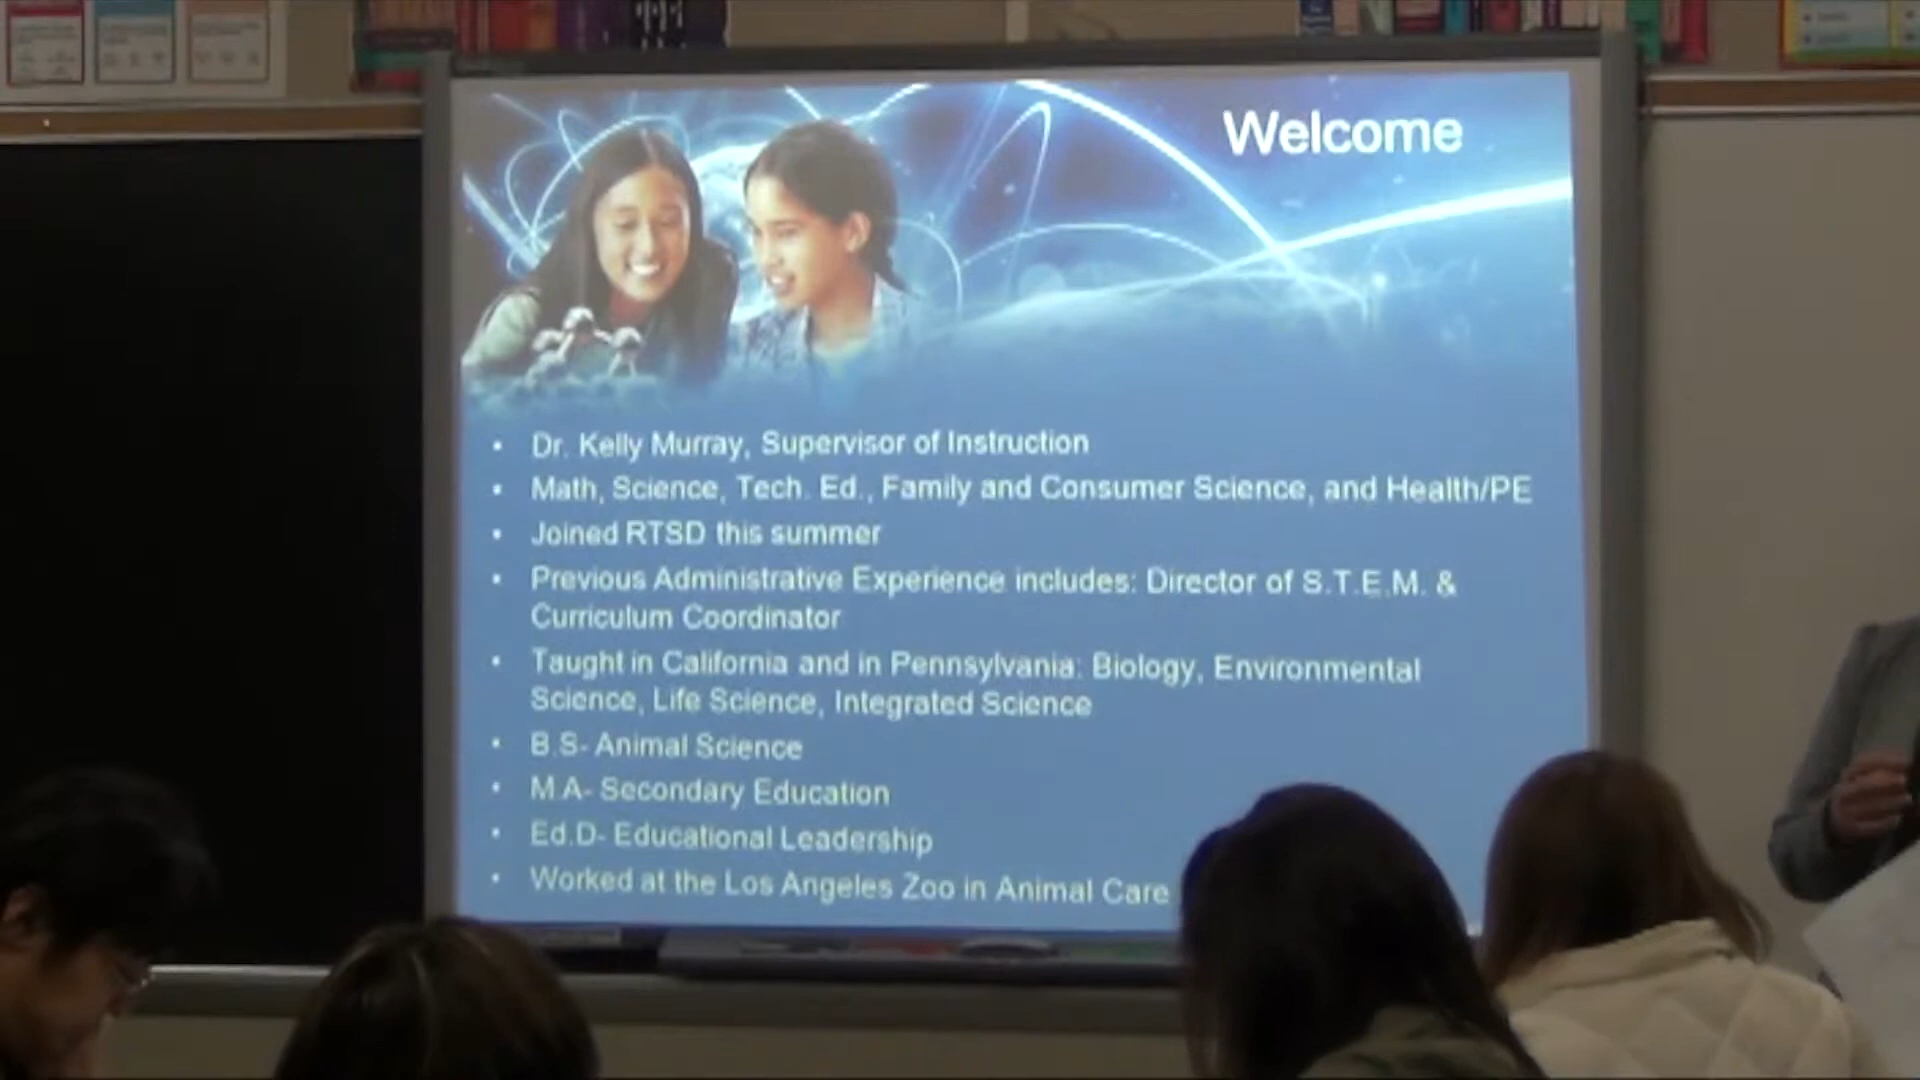 Welcome
• Dr. Kelly Murray, Supervisor of Instruction
• Math, Science, Tech. Ed., Family and Consumer Science, and Health/PE
• Joined RTSD this summer
• Previous Administrative Experience includes: Director of S.T.E.M. &
Curriculum Coordinator
• Taught in California and in Pennsylvania: Biology, Environmental
Science, Life Science, Integrated Science
• B.S- Animal Science
• M.A- Secondary Education
• Ed.D- Educational Leadership
• Worked at the Los Angeles Zoo in Animal Care